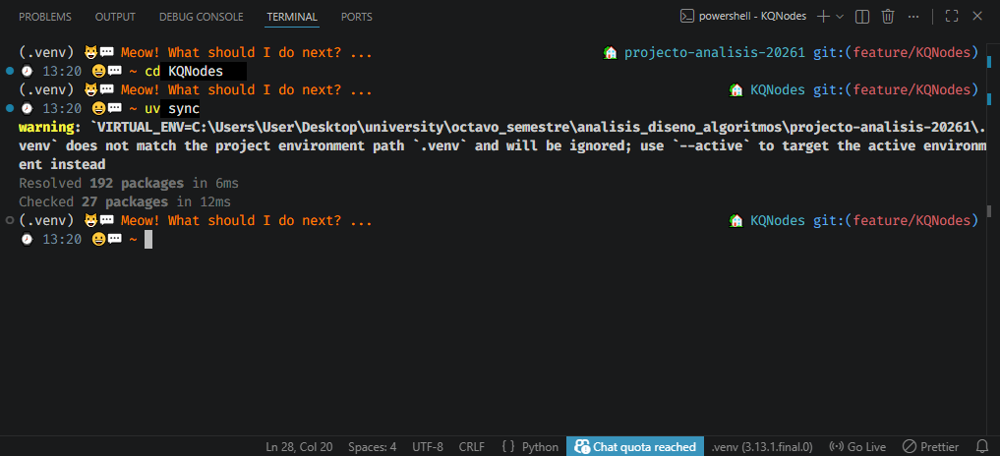 PROBLEMS OUTPUT DEBUG CONSOLE TERMINAL PORTS powershell - KQNodes
(.venv) 😺💬 Meow! What should I do next? ... 🏠 projecto-analisis-20261 git:(feature/KQNodes)
🕗 13:20 😀💬 ~ cd KQNodes
(.venv) 😺💬 Meow! What should I do next? ... 🏠 KQNodes git:(feature/KQNodes)
🕗 13:20 😀💬 ~ uv sync
warning: `VIRTUAL_ENV=C:\Users\User\Desktop\university\octavo_semestre\analisis_diseno_algoritmos\projecto-analisis-20261\.
venv` does not match the project environment path `.venv` and will be ignored; use `--active` to target the active environm
ent instead
Resolved 192 packages in 6ms
Checked 27 packages in 12ms
(.venv) 😺💬 Meow! What should I do next? ... 🏠 KQNodes git:(feature/KQNodes)
🕗 13:20 😀💬 ~
Ln 28, Col 20 Spaces: 4 UTF-8 CRLF { } Python Chat quota reached .venv (3.13.1.final.0) Go Live Prettier